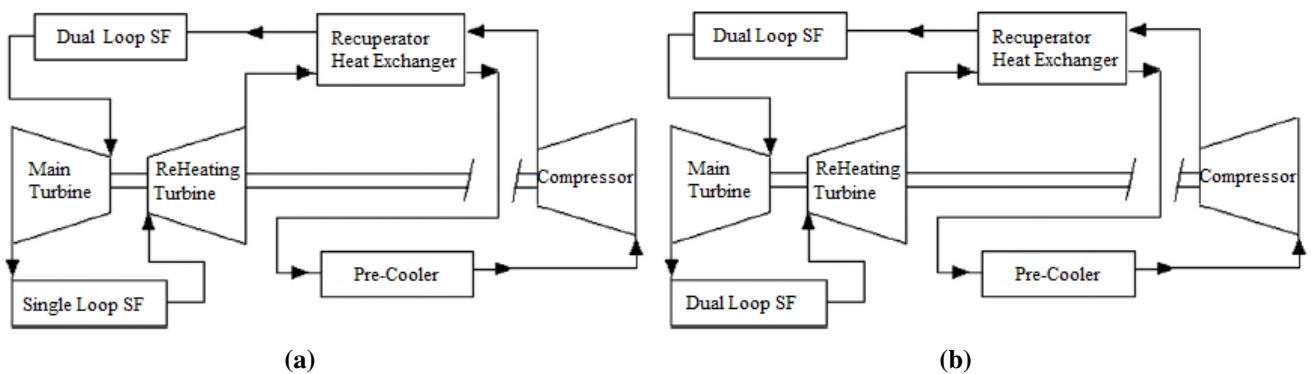 Dual Loop SF
Recuperator
Heat Exchanger
Main
Turbine
ReHeating
Turbine
Compressor
Pre-Cooler
Single Loop SF
(a)
Dual Loop SF
Recuperator
Heat Exchanger
Main
Turbine
ReHeating
Turbine
Compressor
Pre-Cooler
Dual Loop SF
(b)